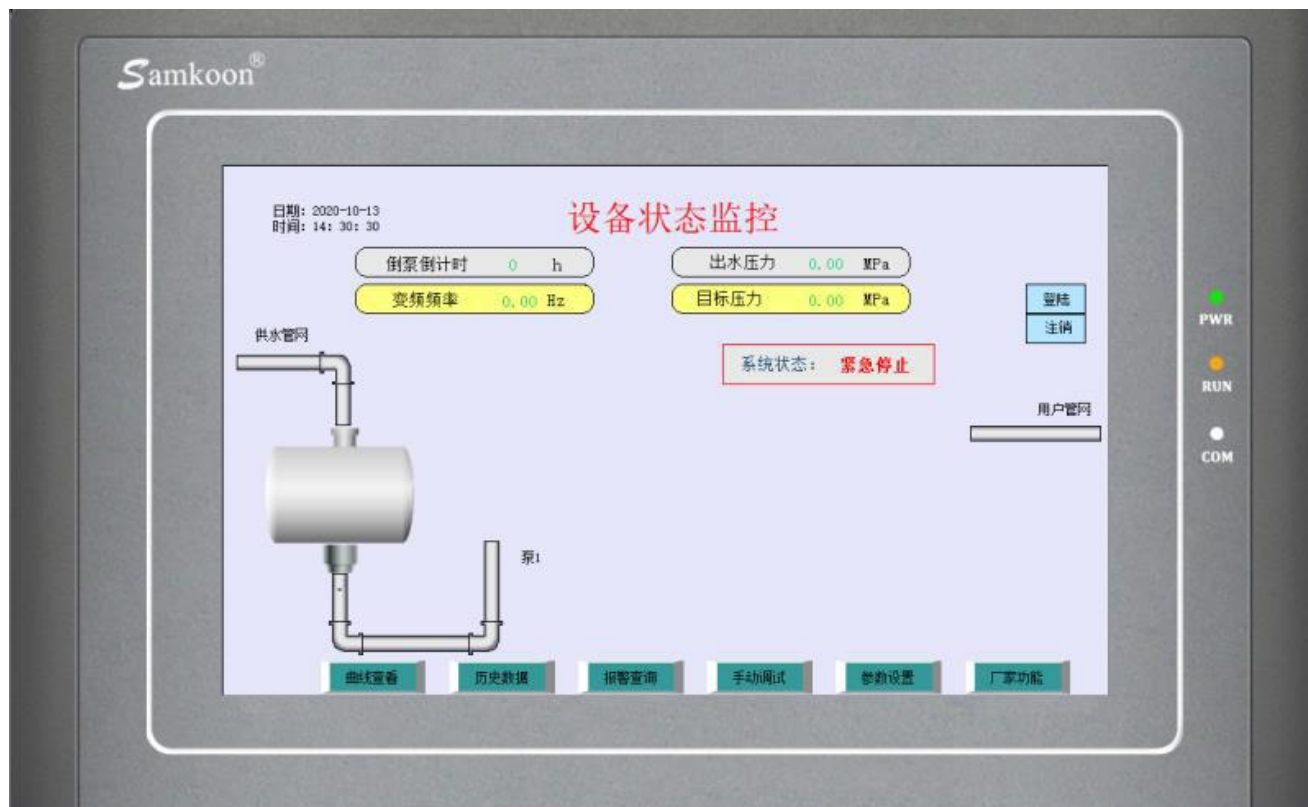 Samkoon®
日期: 2020-10-13
时间: 14: 30: 30
设备状态监控
倒泵倒计时 0 h
出水压力 0.00 MPa
变频频率 0.00 Hz
目标压力 0.00 MPa
登陆
注销
PWR
供水管网
系统状态: 紧急停止
RUN
用户管网
COM
泵1
曲线查看
历史数据
报警查询
手动调试
参数设置
厂家功能